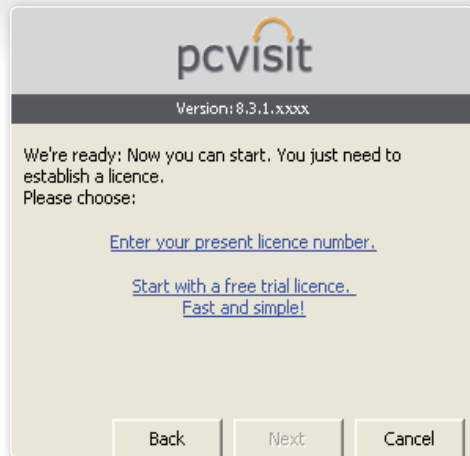 pcvisit
Version:8.3.1.xxxx
We're ready: Now you can start. You just need to
establish a licence.
Please choose:
Enter your present licence number.
Start with a free trial licence.
Fast and simple!
Back
Next
Cancel